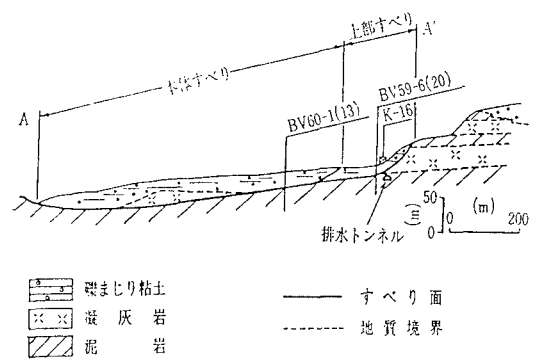 上部すべり
A'
本体すべり
A
BV59-6(20)
K-16
BV60-1(13)
排水トンネル
50
(m)
0
(m)
0 200
礫まじり粘土
凝灰岩
泥岩
すべり面
地質境界